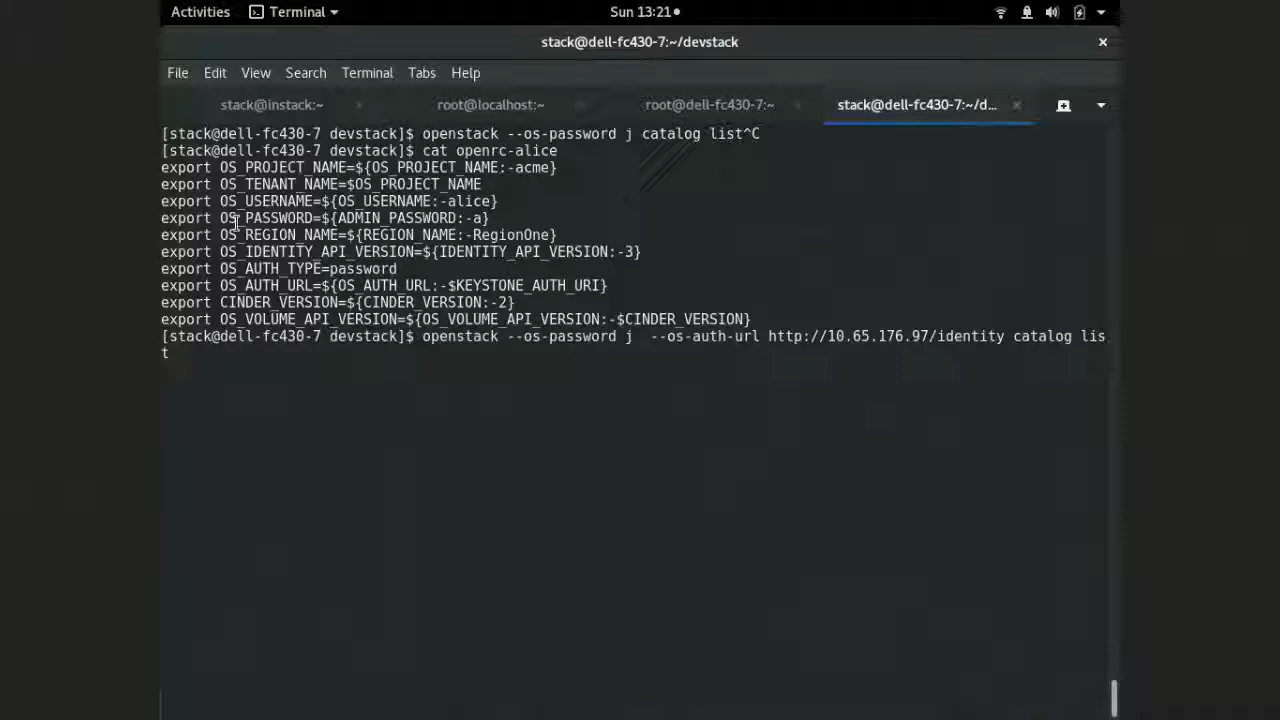 Activities Terminal Sun 13:21
stack@dell-fc430-7:~/devstack
File Edit View Search Terminal Tabs Help
stack@instack:~ root@localhost:~ root@dell-fc430-7:~ stack@dell-fc430-7:~/d...
[stack@dell-fc430-7 devstack]$ openstack --os-password j catalog list^C
[stack@dell-fc430-7 devstack]$ cat openrc-alice
export OS_PROJECT_NAME=${OS_PROJECT_NAME:-acme}
export OS_TENANT_NAME=$OS_PROJECT_NAME
export OS_USERNAME=${OS_USERNAME:-alice}
export OS_PASSWORD=${ADMIN_PASSWORD:-a}
export OS_REGION_NAME=${REGION_NAME:-RegionOne}
export OS_IDENTITY_API_VERSION=${IDENTITY_API_VERSION:-3}
export OS_AUTH_TYPE=password
export OS_AUTH_URL=${OS_AUTH_URL:-$KEYSTONE_AUTH_URI}
export CINDER_VERSION=${CINDER_VERSION:-2}
export OS_VOLUME_API_VERSION=${OS_VOLUME_API_VERSION:-$CINDER_VERSION}
[stack@dell-fc430-7 devstack]$ openstack --os-password j  --os-auth-url http://10.65.176.97/identity catalog lis
t